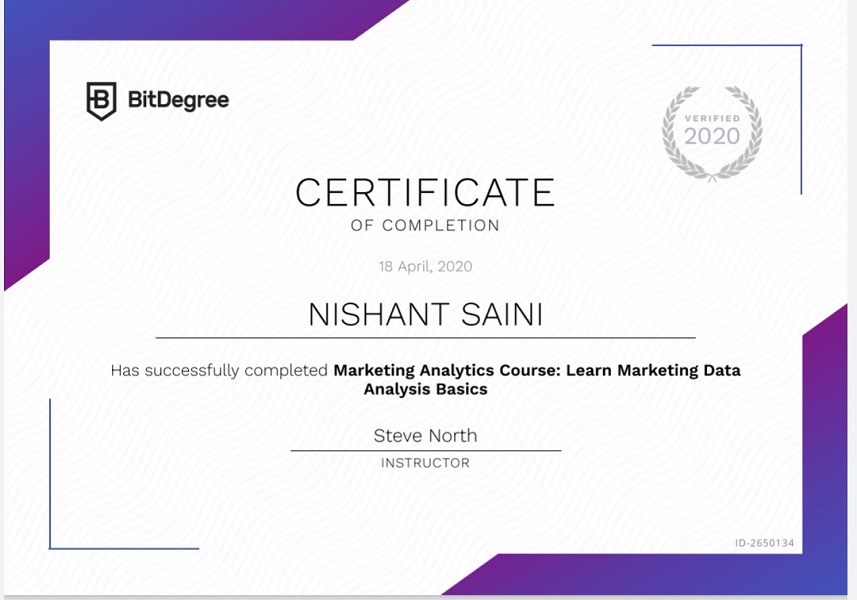 B BitDegree
VERIFIED
2020
CERTIFICATE
OF COMPLETION
18 April, 2020
NISHANT SAINI
Has successfully completed Marketing Analytics Course: Learn Marketing Data
Analysis Basics
Steve North
INSTRUCTOR
ID-2650134